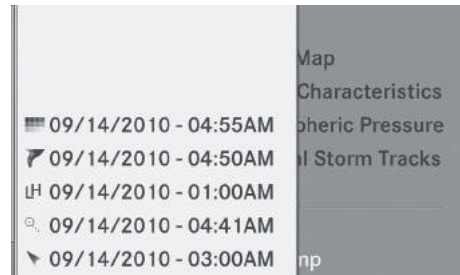 Map
Characteristics
pheric Pressure
l Storm Tracks
mp
09/14/2010 - 04:55AM
09/14/2010 - 04:50AM
LH 09/14/2010 - 01:00AM
09/14/2010 - 04:41AM
09/14/2010 - 03:00AM